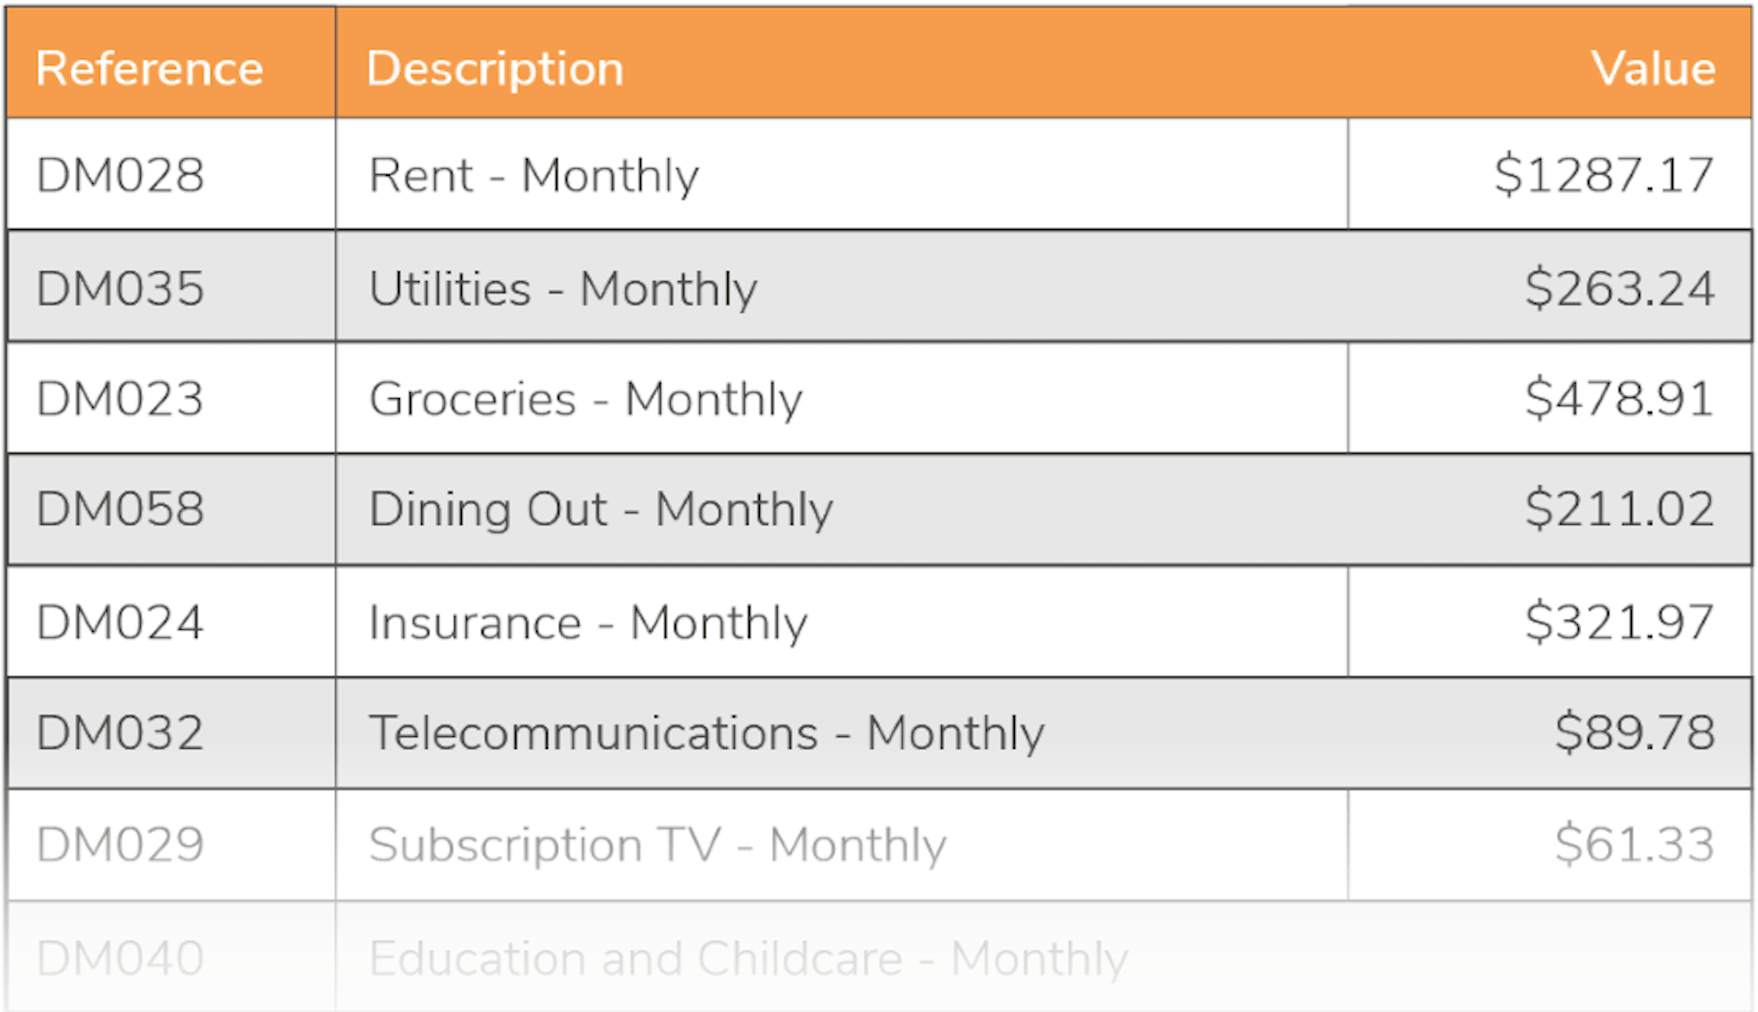 Reference Description Value
DM028 Rent - Monthly $1287.17
DM035 Utilities - Monthly $263.24
DM023 Groceries - Monthly $478.91
DM058 Dining Out - Monthly $211.02
DM024 Insurance - Monthly $321.97
DM032 Telecommunications - Monthly $89.78
DM029 Subscription TV - Monthly $61.33
DM040 Education and Childcare - Monthly